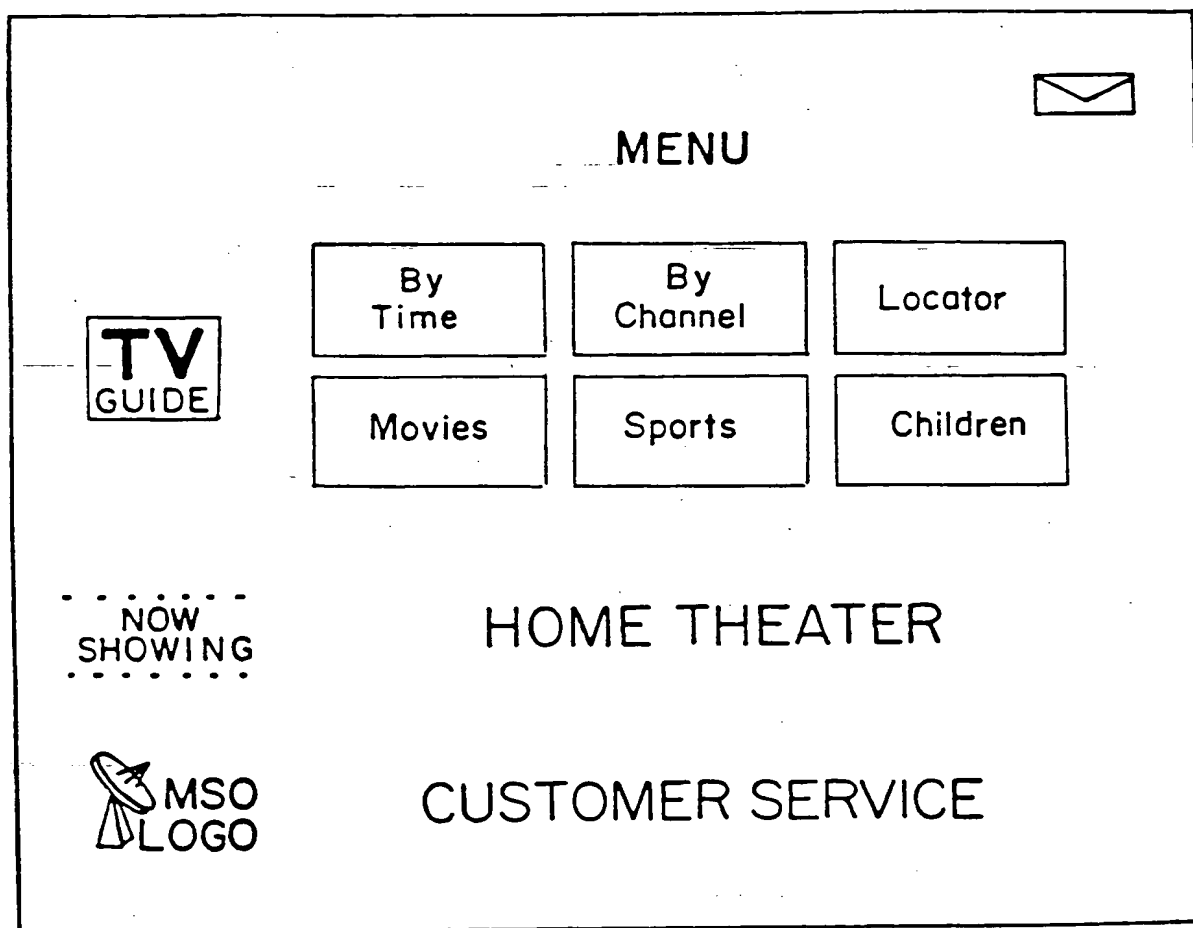 MENU
By
Time
By
Channel
Locator
TV
GUIDE
Movies
Sports
Children
NOW
SHOWING
HOME THEATER
MSO
LOGO
CUSTOMER SERVICE